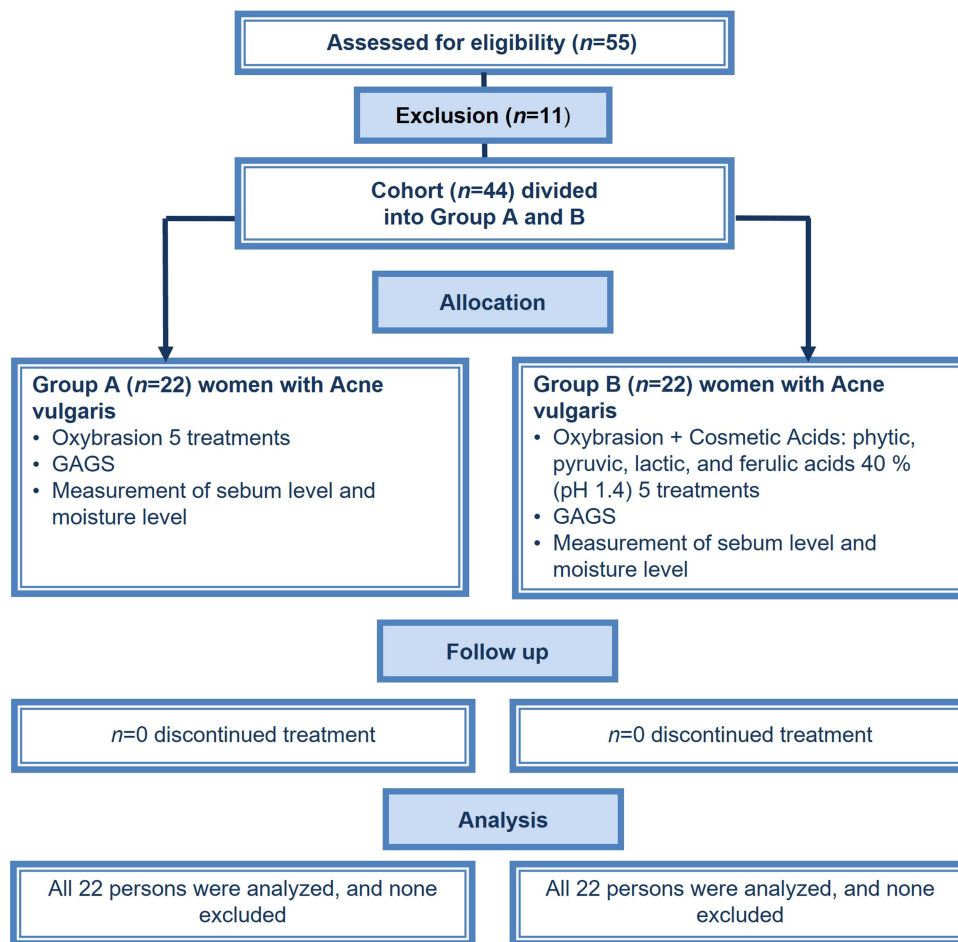 Assessed for eligibility (n=55)
Exclusion (n=11)
Cohort (n=44) divided
into Group A and B
Allocation
Group A (n=22) women with Acne
vulgaris
• Oxybrasion 5 treatments
• GAGS
• Measurement of sebum level and
moisture level
Group B (n=22) women with Acne
vulgaris
• Oxybrasion + Cosmetic Acids: phytic,
pyruvic, lactic, and ferulic acids 40 %
(pH 1.4) 5 treatments
• GAGS
• Measurement of sebum level and
moisture level
Follow up
n=0 discontinued treatment
n=0 discontinued treatment
Analysis
All 22 persons were analyzed, and none
excluded
All 22 persons were analyzed, and none
excluded